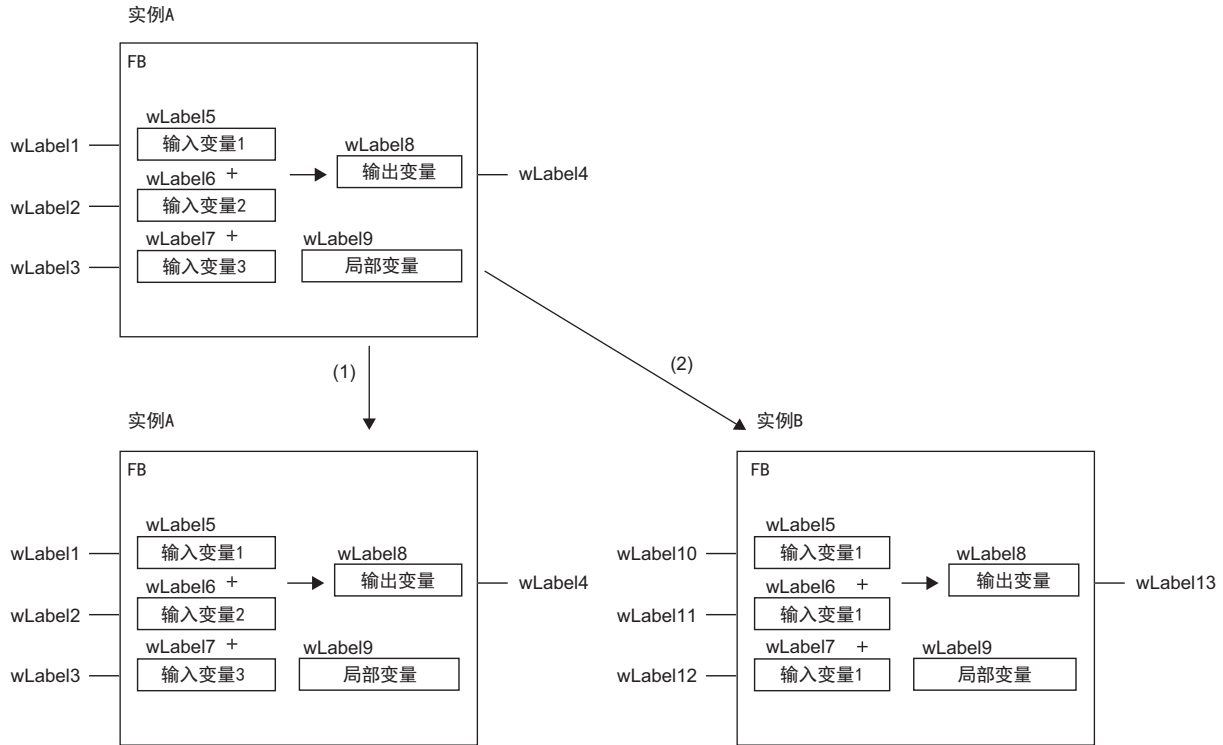 实例A
FB
wLabel5
wLabel1 输入变量1
wLabel8
输出变量 wLabel4
wLabel6 +
wLabel2 输入变量2
wLabel7 +
wLabel9
wLabel3 输入变量3
局部变量
(1)
(2)
实例A
FB
wLabel5
wLabel1 输入变量1
wLabel8
输出变量 wLabel4
wLabel6 +
wLabel2 输入变量2
wLabel7 +
wLabel9
wLabel3 输入变量3
局部变量
实例B
FB
wLabel5
wLabel10 输入变量1
wLabel8
输出变量 wLabel13
wLabel6 +
wLabel11 输入变量1
wLabel7 +
wLabel9
wLabel12 输入变量1
局部变量